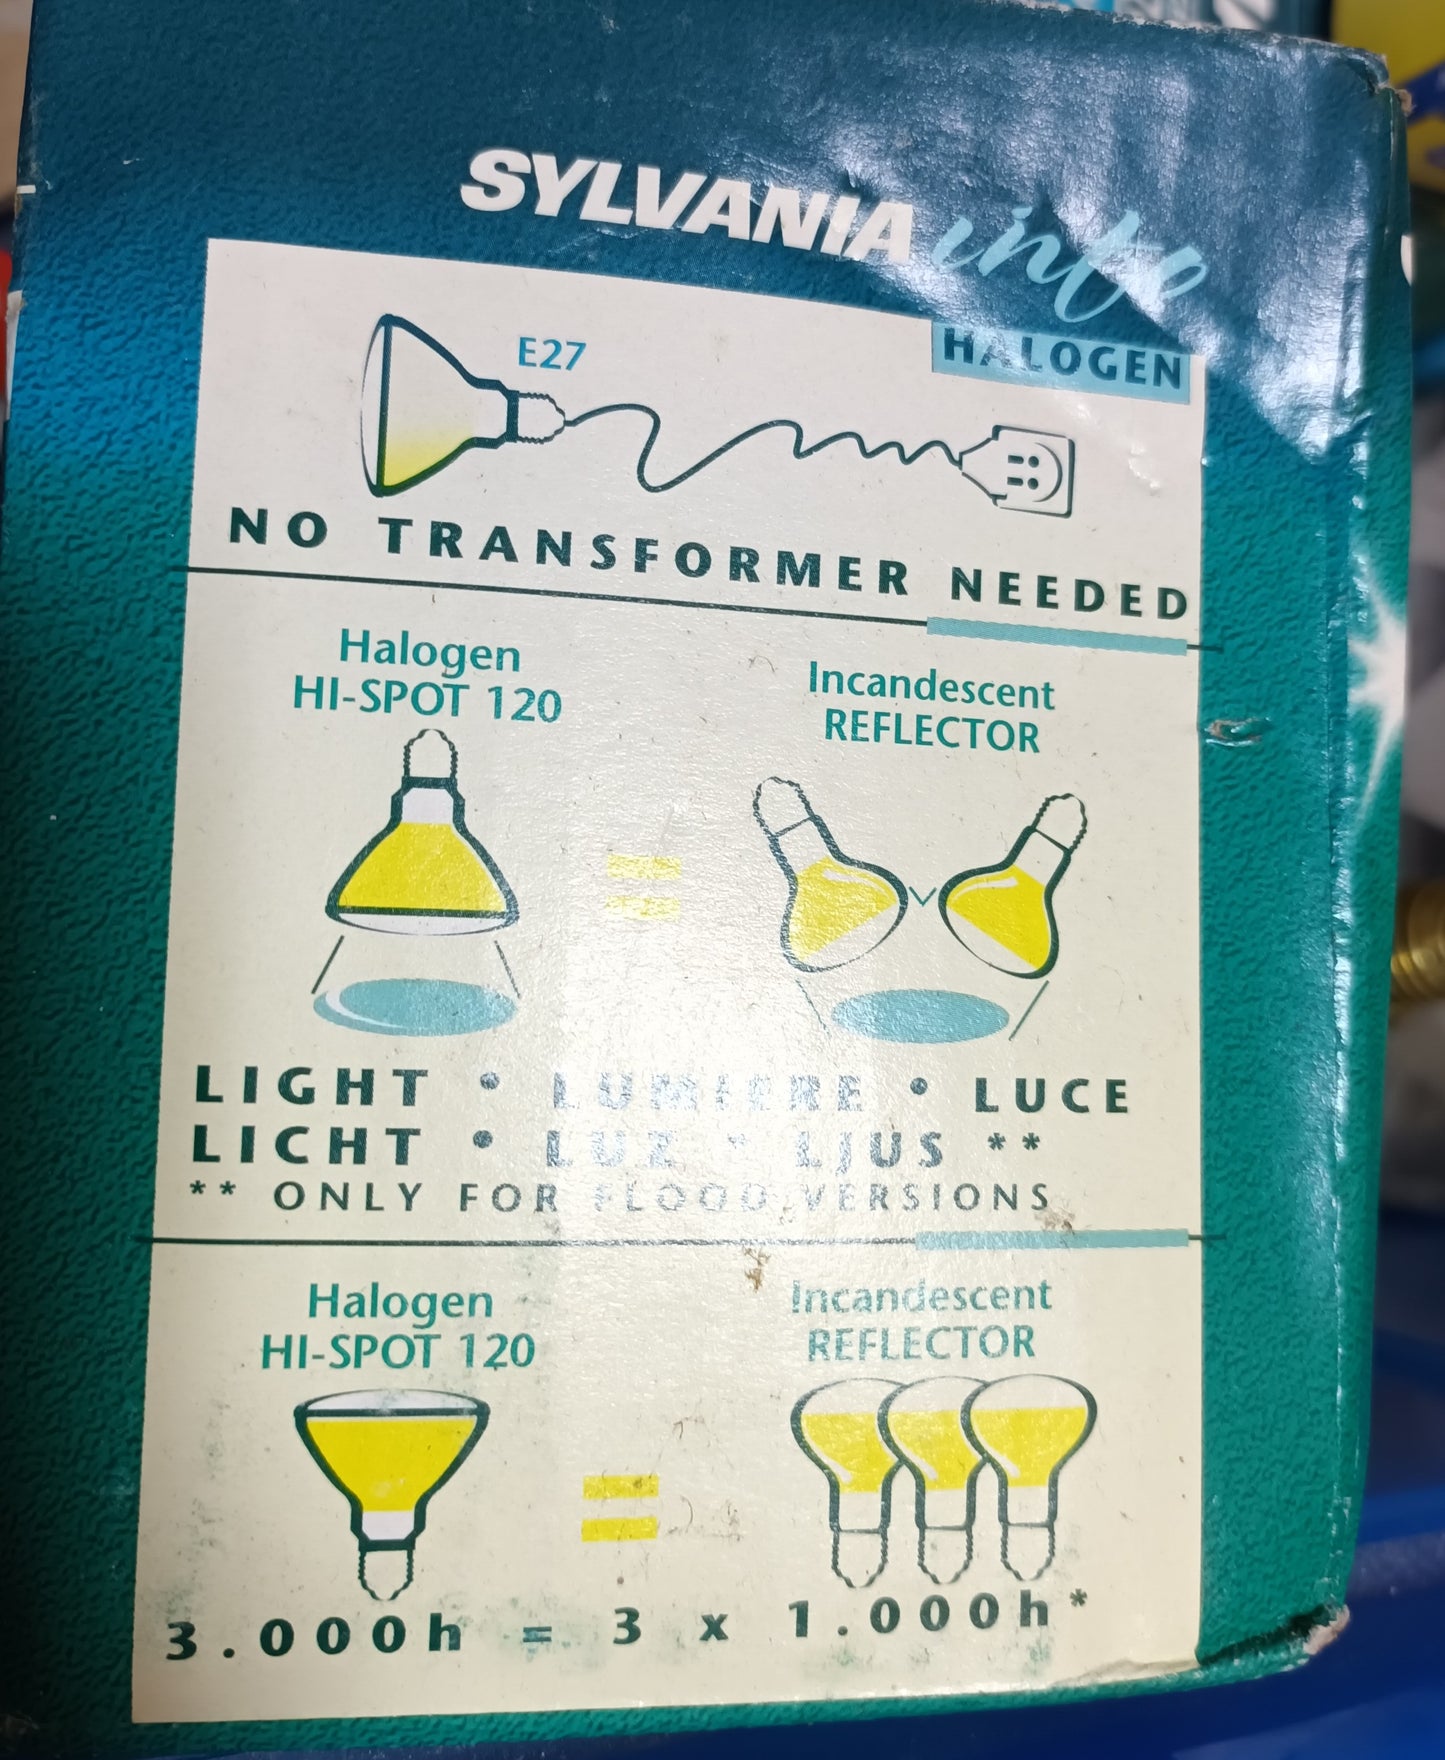 SYLVANIA
HALOGEN
E27
NO TRANSFORMER NEEDED
Halogen
HI-SPOT 120
Incandescent
REFLECTOR
=
LIGHT • LUMIERE • LUCE
LICHT • LUZ • LJUS **
** ONLY FOR FLOOD VERSIONS
Halogen
HI-SPOT 120
Incandescent
REFLECTOR
=
3.000h = 3 x 1.000h*